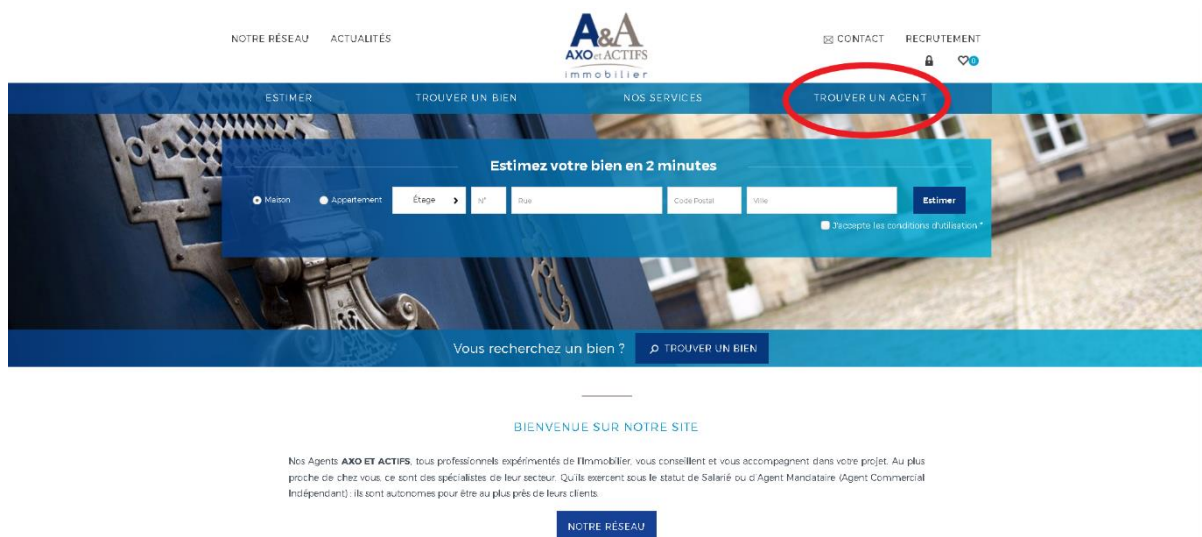 NOTRE RÉSEAU ACTUALITÉS
A&A
AXO et ACTIFS
immobilier
CONTACT RECRUTEMENT
0
ESTIMER TROUVER UN BIEN NOS SERVICES TROUVER UN AGENT
Estimez votre bien en 2 minutes
Maison Appartement Étage N° Rue Code Postal Ville Estimer
J'accepte les conditions d'utilisation *
Vous recherchez un bien ? TROUVER UN BIEN
BIENVENUE SUR NOTRE SITE
Nos Agents AXO ET ACTIFS, tous professionnels expérimentés de l'Immobilier, vous conseillent et vous accompagnent dans votre projet. Au plus
proche de chez vous, ce sont des spécialistes de leur secteur. Qu'ils exercent sous le statut de Salarié ou d'Agent Mandataire (Agent Commercial
Indépendant) : ils sont autonomes pour être au plus près de leurs clients.
NOTRE RÉSEAU